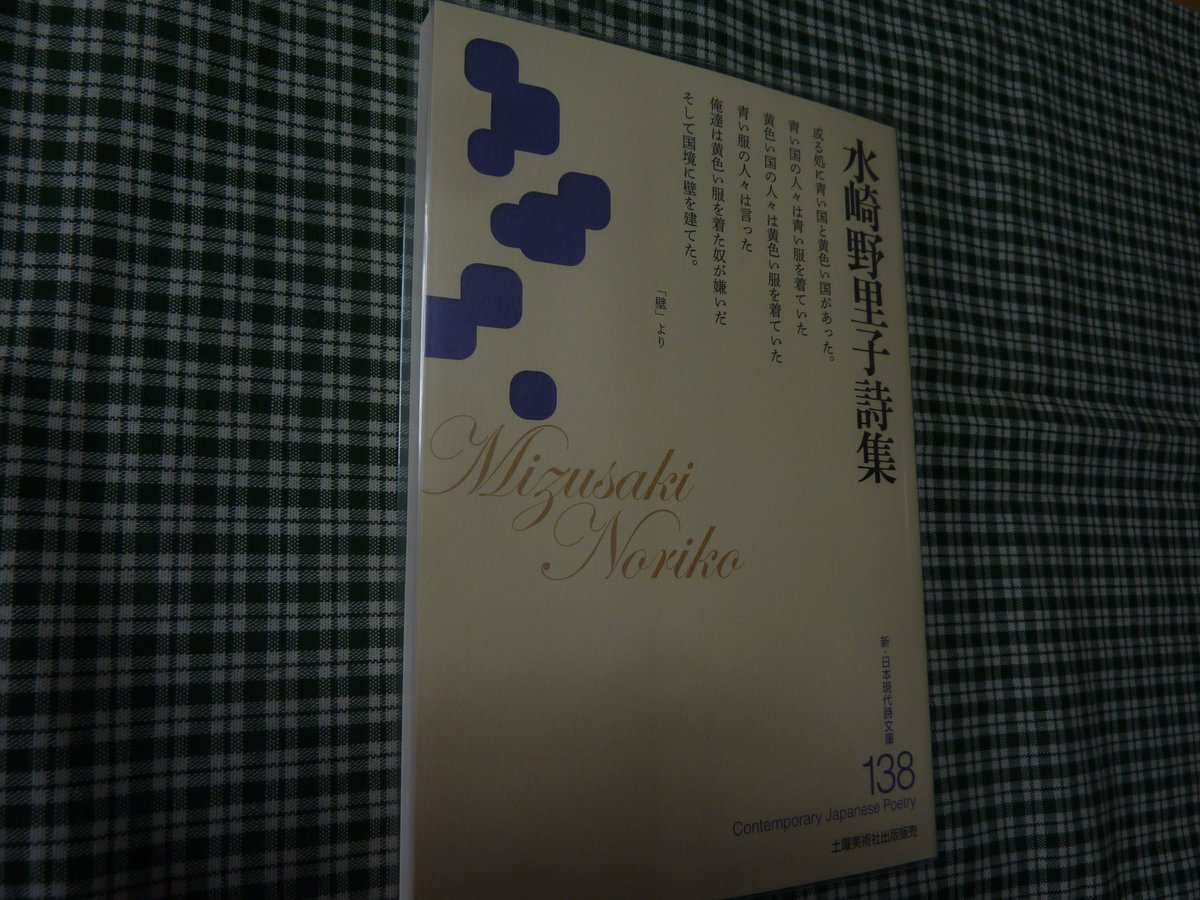 水崎野里子詩集
或る処に青い国と黄色い国があった。
青い国の人々は青い服を着ていた
黄色い国の人々は黄色い服を着ていた
青い服の人々は言った
俺達は黄色い服を着た奴が嫌いだ
そして国境に壁を建てた。
「壁」より
Mizusaki
Noriko
新・日本現代詩文庫
138
Contemporary Japanese Poetry
土曜美術社出版販売